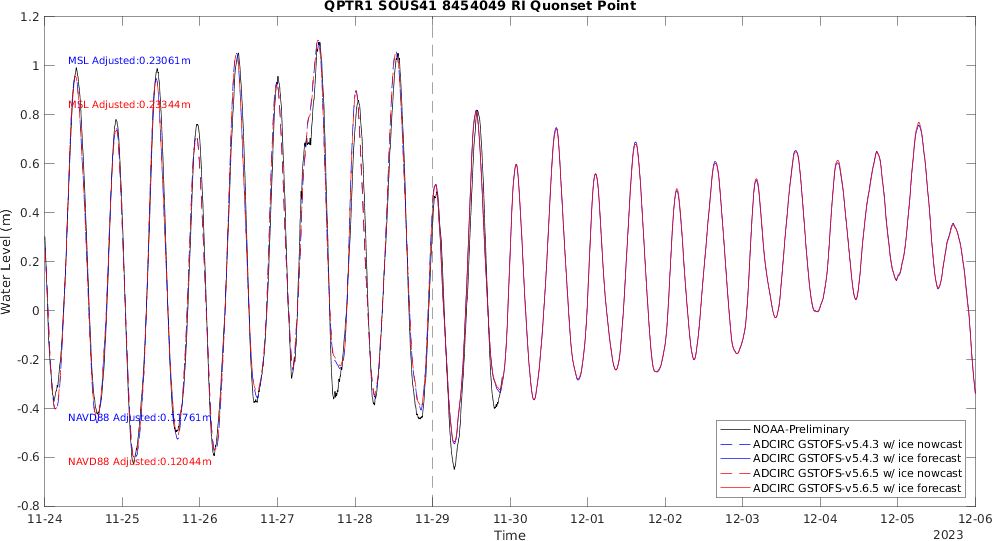 QPTR1 SOUS41 8454049 RI Quonset Point
Water Level (m)
1.2
1
0.8
0.6
0.4
0.2
0
-0.2
-0.4
-0.6
-0.8
MSL Adjusted:0.23061m
MSL Adjusted:0.23344m
NAVD88 Adjusted:0.11761m
NAVD88 Adjusted:0.12044m
NOAA-Preliminary
ADCIRC GSTOFS-v5.4.3 w/ ice nowcast
ADCIRC GSTOFS-v5.4.3 w/ ice forecast
ADCIRC GSTOFS-v5.6.5 w/ ice nowcast
ADCIRC GSTOFS-v5.6.5 w/ ice forecast
11-24 11-25 11-26 11-27 11-28 11-29 11-30 12-01 12-02 12-03 12-04 12-05 12-06
Time
2023